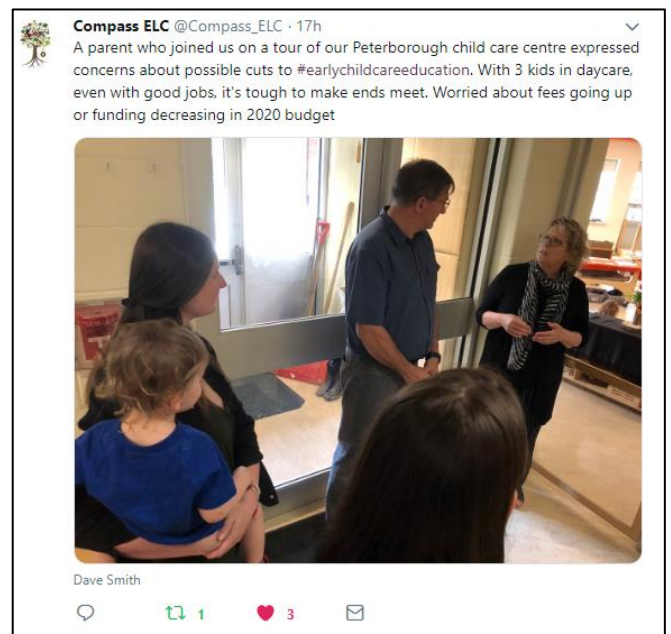 Compass ELC @Compass_ELC · 17h
A parent who joined us on a tour of our Peterborough child care centre expressed
concerns about possible cuts to #earlychildcareeducation. With 3 kids in daycare,
even with good jobs, it's tough to make ends meet. Worried about fees going up
or funding decreasing in 2020 budget
Dave Smith
1
3